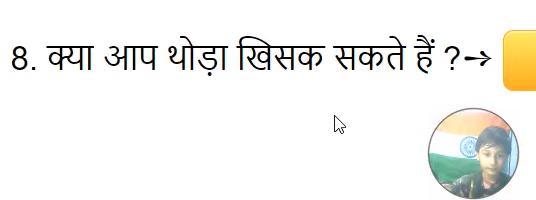 8. क्या आप थोड़ा खिसक सकते हैं ?→